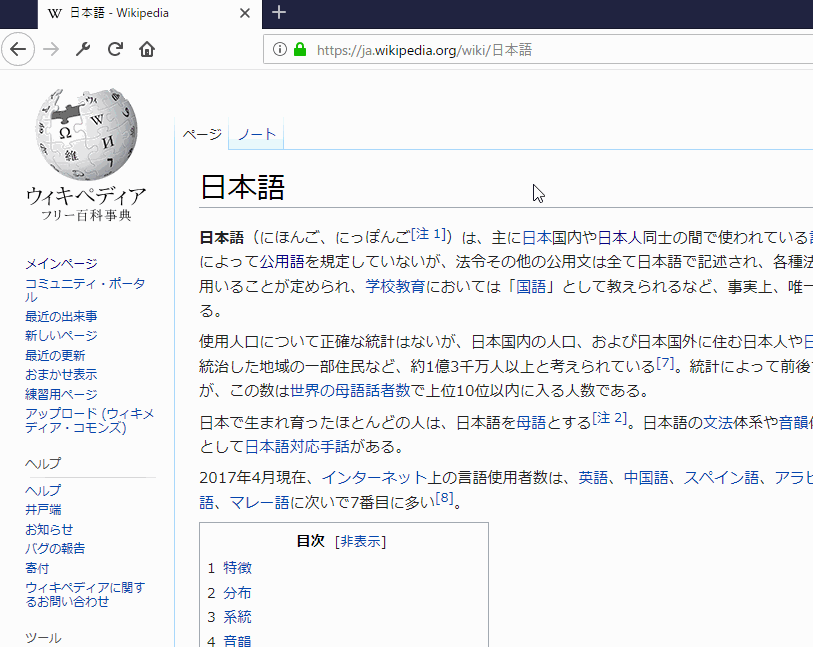 日本語 - Wikipedia
https://ja.wikipedia.org/wiki/日本語
ウィキペディア
フリー百科事典
メインページ
コミュニティ・ポータ
ル
最近の出来事
新しいページ
最近の更新
おまかせ表示
練習用ページ
アップロード (ウィキメ
ディア・コモンズ)
ヘルプ
ヘルプ
井戸端
お知らせ
バグの報告
寄付
ウィキペディアに関す
るお問い合わせ
ツール
ページ ノート
日本語
日本語（にほんご、にっぽんご[注 1]）は、主に日本国内や日本人同士の間で使われている
によって公用語を規定していないが、法令その他の公用文は全て日本語で記述され、各種法
用いることが定められ、学校教育においては「国語」として教えられるなど、事実上、唯一
る。
使用人口について正確な統計はないが、日本国内の人口、および日本国外に住む日本人や日
統治した地域の一部住民など、約1億3千万人以上と考えられている[7]。統計によって前後
が、この数は世界の母語話者数で上位10位以内に入る人数である。
日本で生まれ育ったほとんどの人は、日本語を母語とする[注 2]。日本語の文法体系や音韻
として日本語対応手話がある。
2017年4月現在、インターネット上の言語使用者数は、英語、中国語、スペイン語、アラビ
語、マレー語に次いで7番目に多い[8]。
目次 [非表示]
1 特徴
2 分布
3 系統
4 音韻